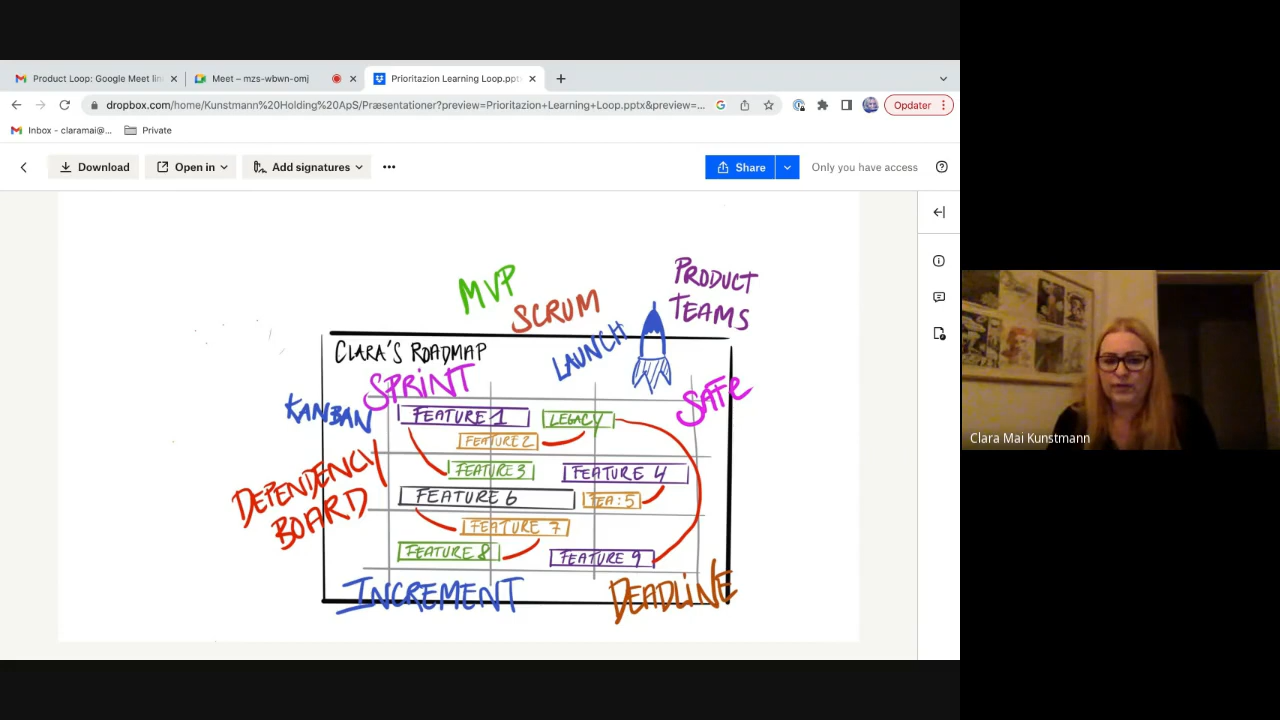 Product Loop: Google Meet lin
Meet – mzs-wbwn-omj
Prioritazion Learning Loop.ppt
dropbox.com/home/Kunstmann%20Holding%20ApS/Præsentationer?preview=Prioritazion+Learning+Loop.pptx&preview=...
Opdater
Inbox - claramai@...
Private
Download
Open in
Add signatures
Share
Only you have access
MVP
SCRUM
PRODUCT
TEAMS
LAUNCH
CLARA'S ROADMAP
SPRINT
SAFe
KANBAN
FEATURE 1
LEGACY
FEATURE 2
DEPENDENCY
BOARD
FEATURE 3
FEATURE 4
FEATURE 6
FEA: 5
FEATURE 7
FEATURE 8
FEATURE 9
INCREMENT
DEADLINE
Clara Mai Kunstmann